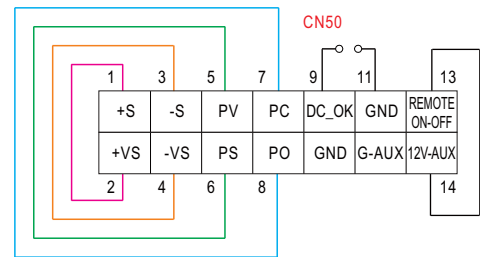 CN50
1 3 5 7 9 11 13
+S -S PV PC DC_OK GND REMOTE
ON-OFF
+VS -VS PS PO GND G-AUX 12V-AUX
2 4 6 8 14